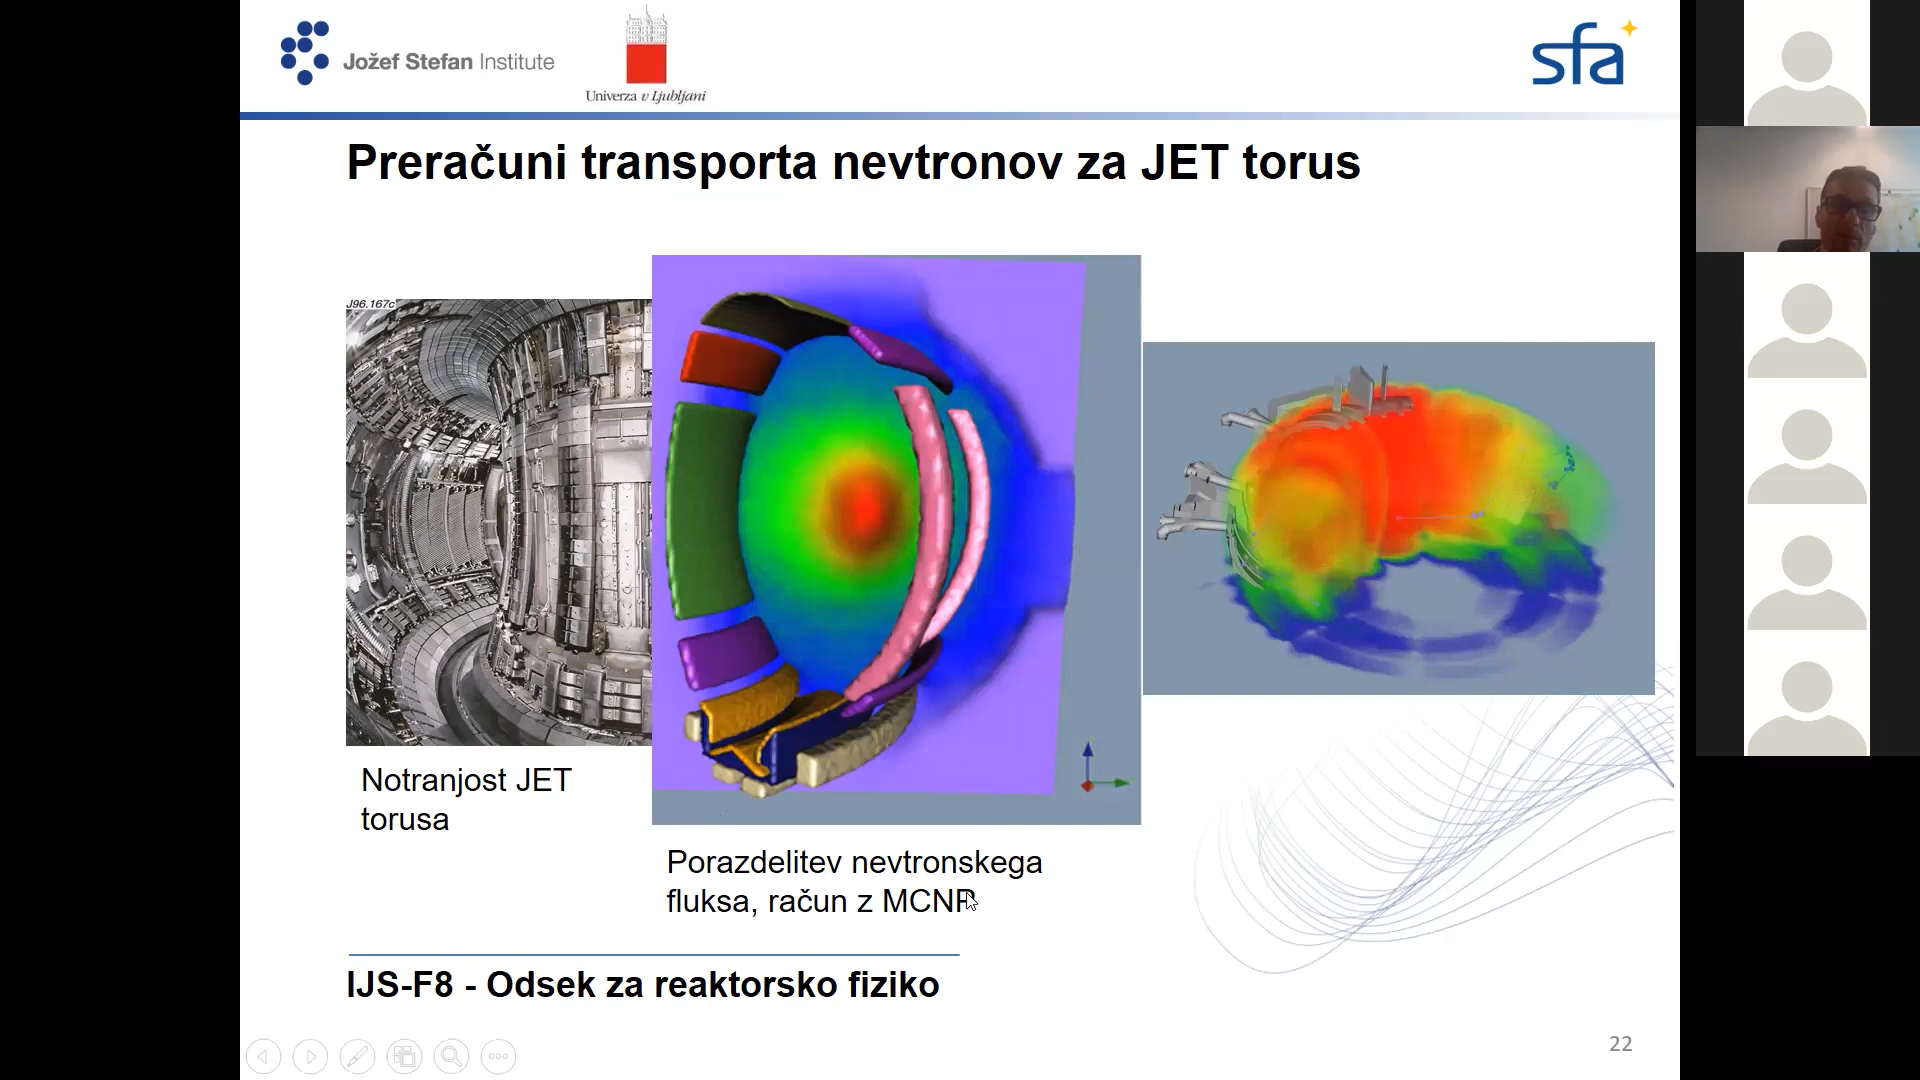 Jožef Stefan Institute
Univerza v Ljubljani
sfa
Preračuni transporta nevtronov za JET torus
J96.167c
Notranjost JET
torusa
Porazdelitev nevtronskega
fluksa, račun z MCNP
IJS-F8 - Odsek za reaktorsko fiziko
22